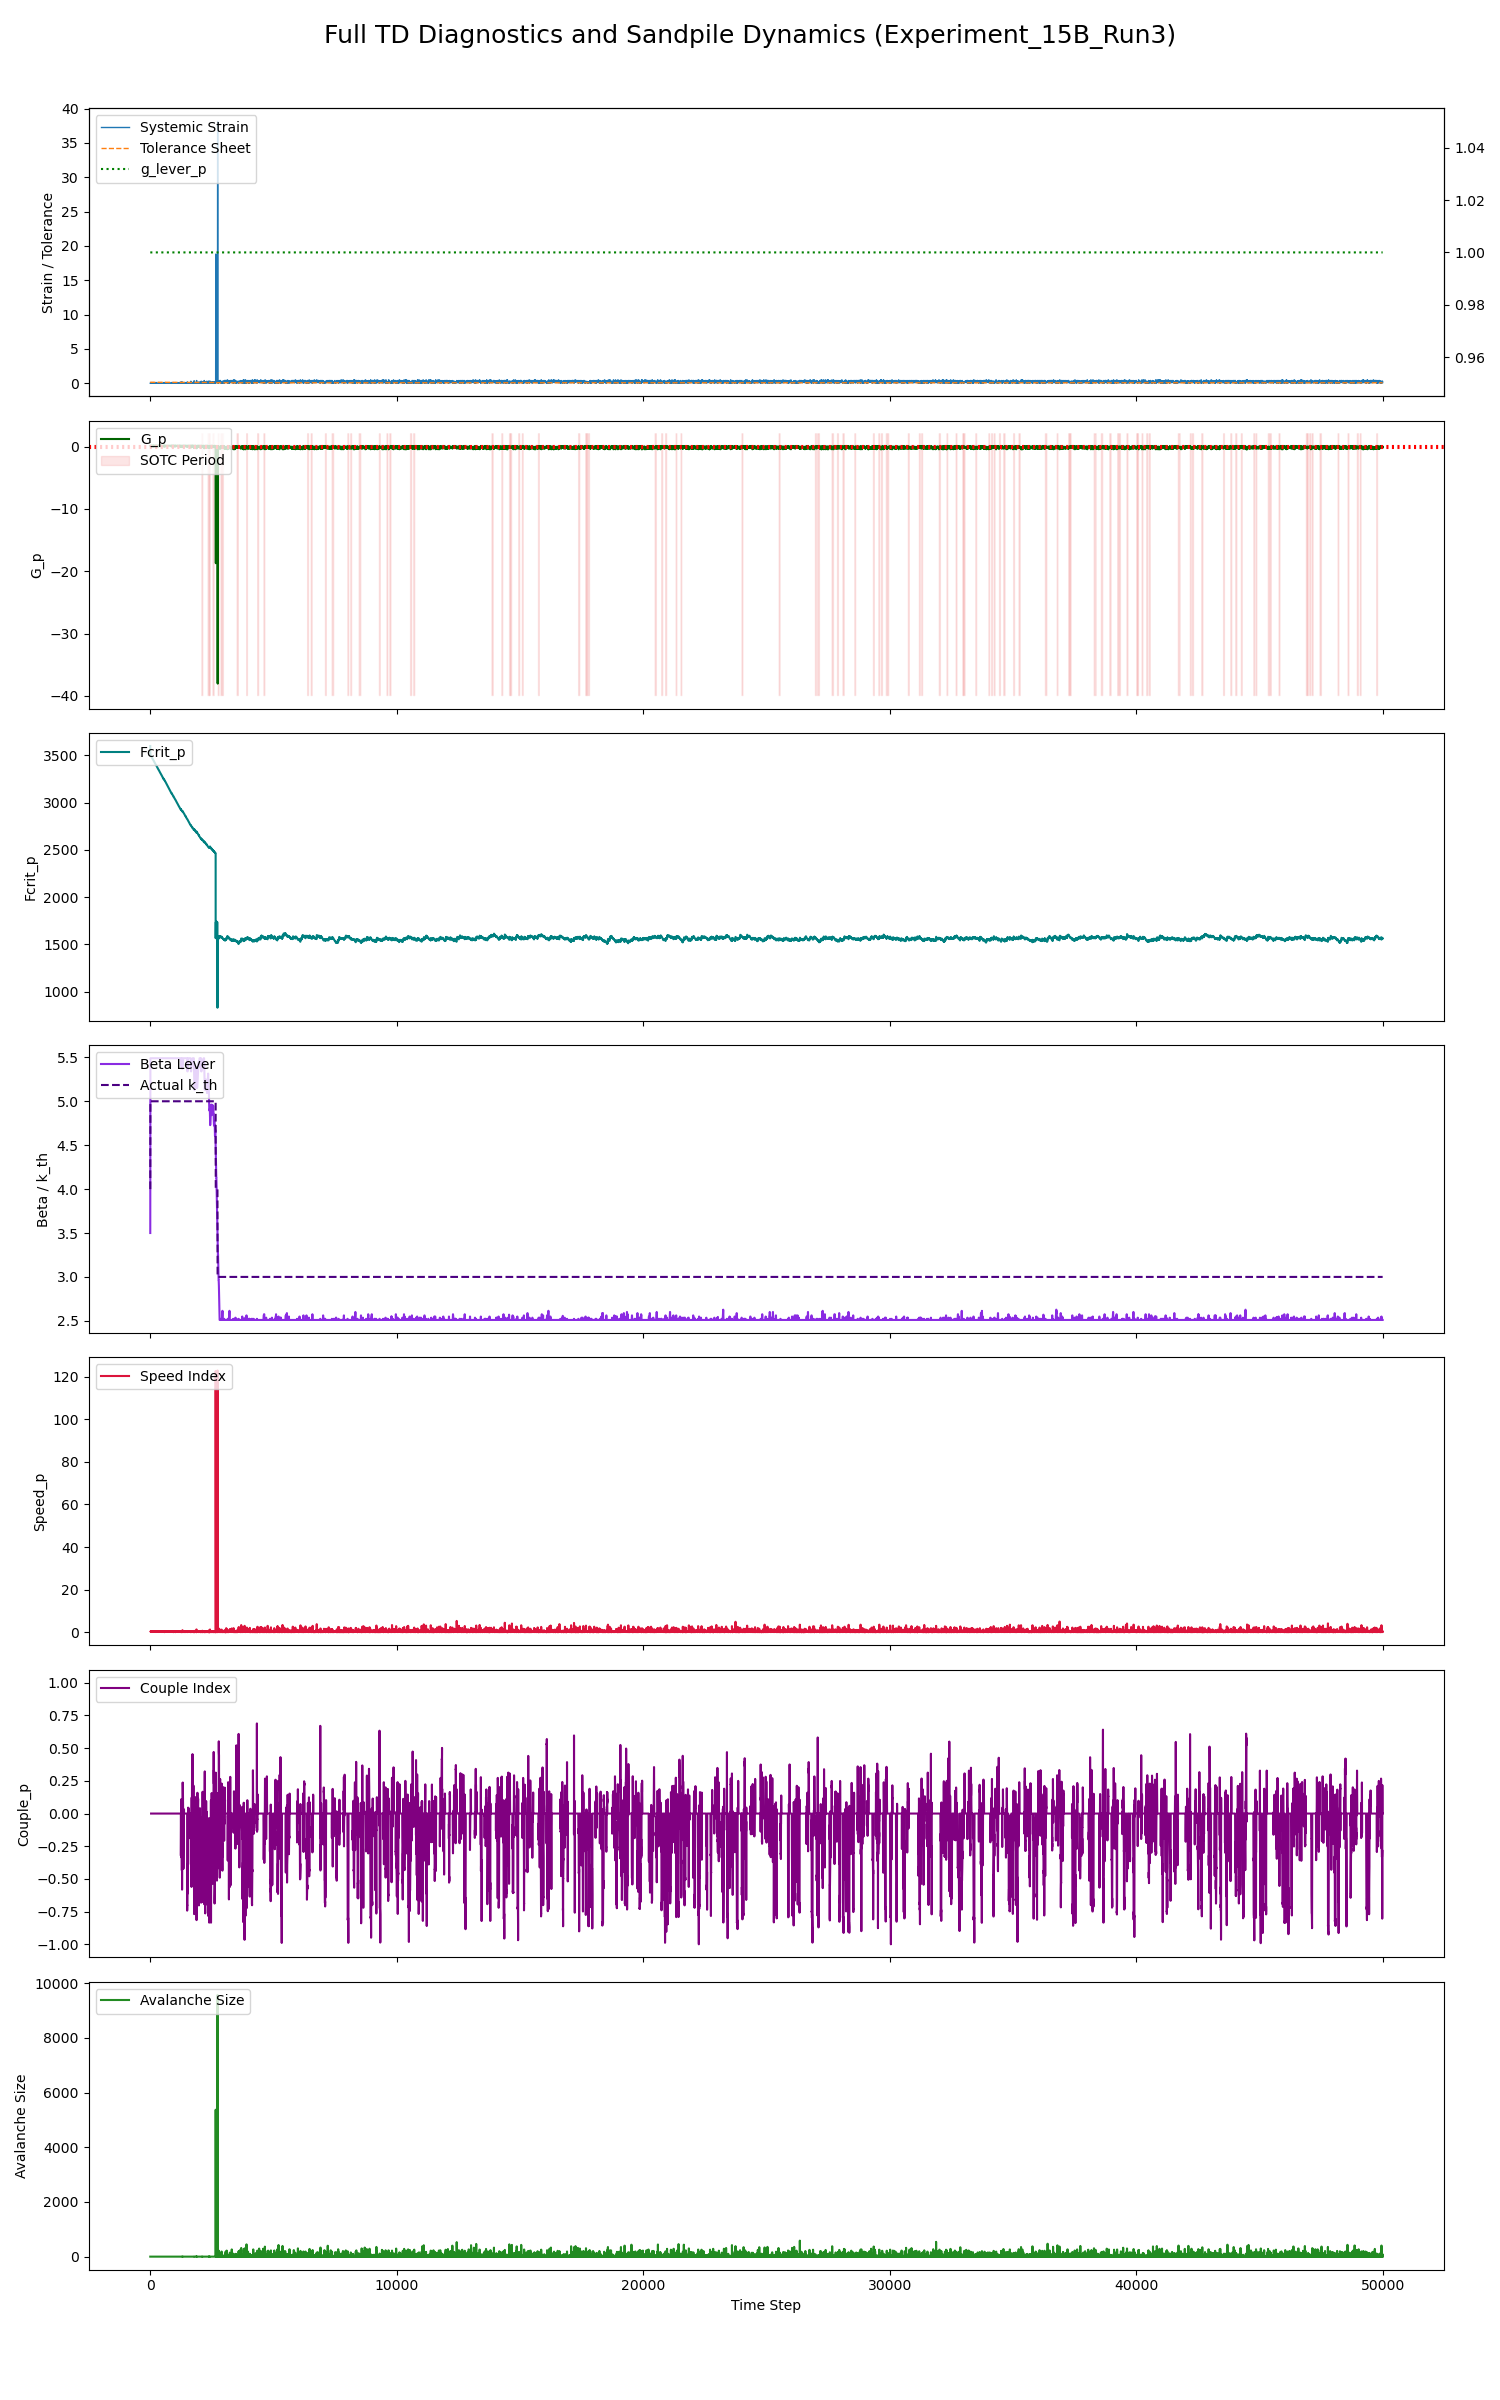 Full TD Diagnostics and Sandpile Dynamics (Experiment_15B_Run3)
40
35
30
25
20
15
10
5
0
Strain / Tolerance
Systemic Strain
Tolerance Sheet
g_lever_p
1.04
1.02
1.00
0.98
0.96
0
−10
−20
−30
−40
G_p
G_p
SOTC Period
3500
3000
2500
2000
1500
1000
Fcrit_p
Fcrit_p
5.5
5.0
4.5
4.0
3.5
3.0
2.5
Beta / k_th
Beta Lever
Actual k_th
120
100
80
60
40
20
0
Speed_p
Speed Index
1.00
0.75
0.50
0.25
0.00
−0.25
−0.50
−0.75
−1.00
Couple_p
Couple Index
10000
8000
6000
4000
2000
0
Avalanche Size
Avalanche Size
0 10000 20000 30000 40000 50000
Time Step